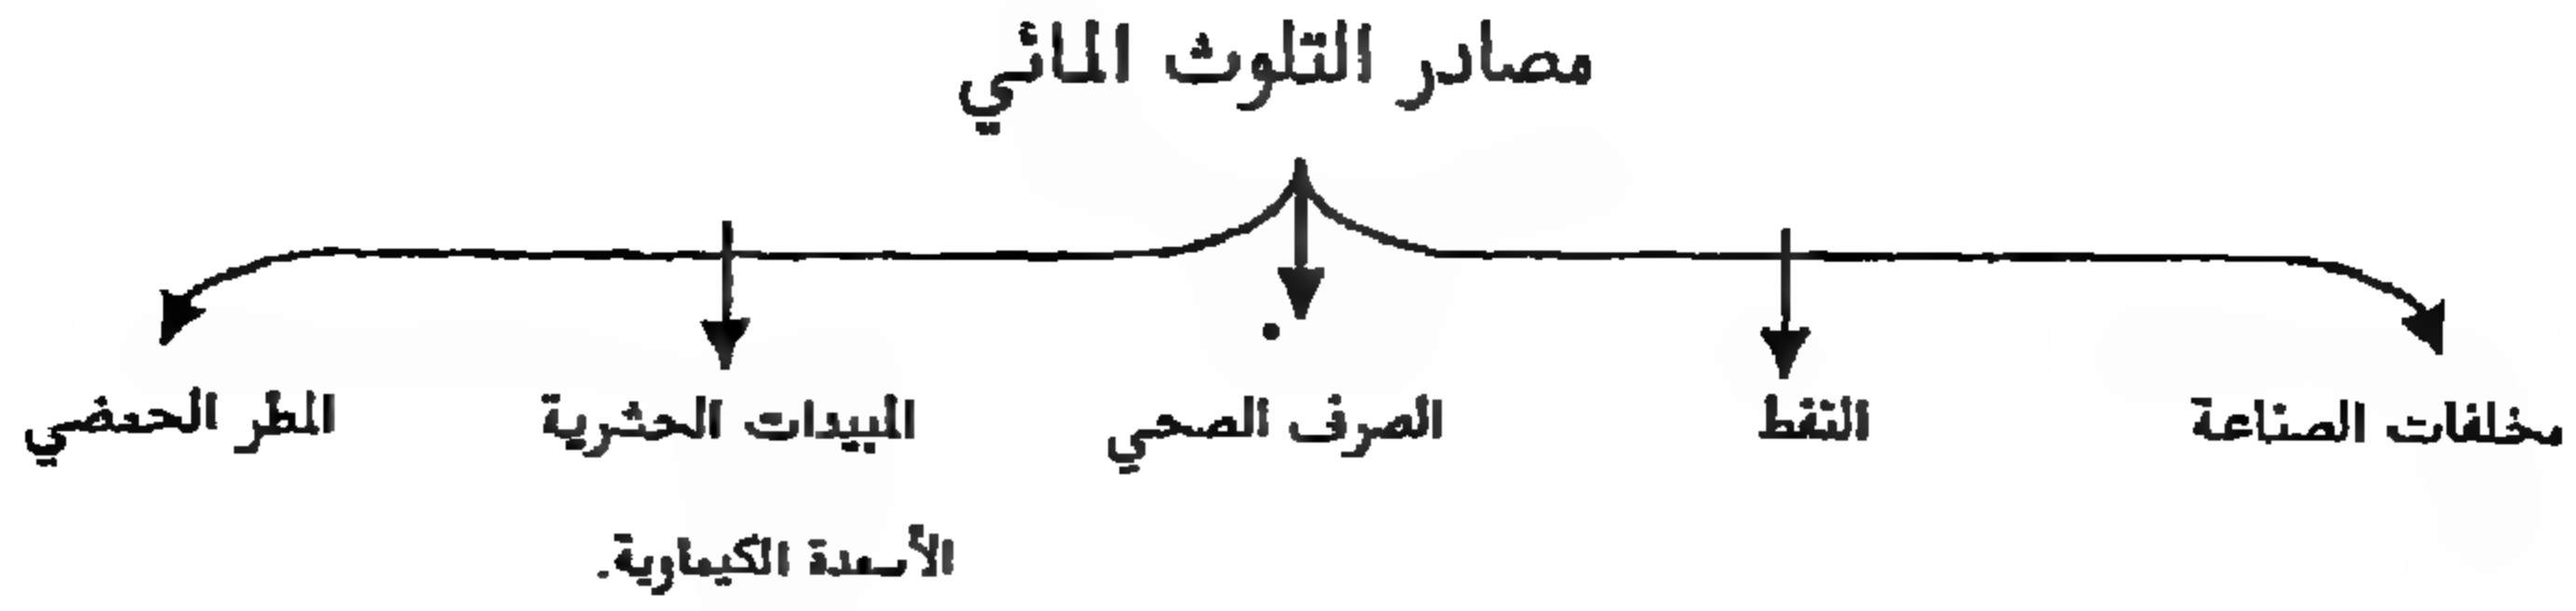 مصادر التلوث المائي
مخلفات الصناعة
النفط
الصرف الصحي
المبيدات الحشرية
المطر الحمضي
الأسمدة الكيماوية.